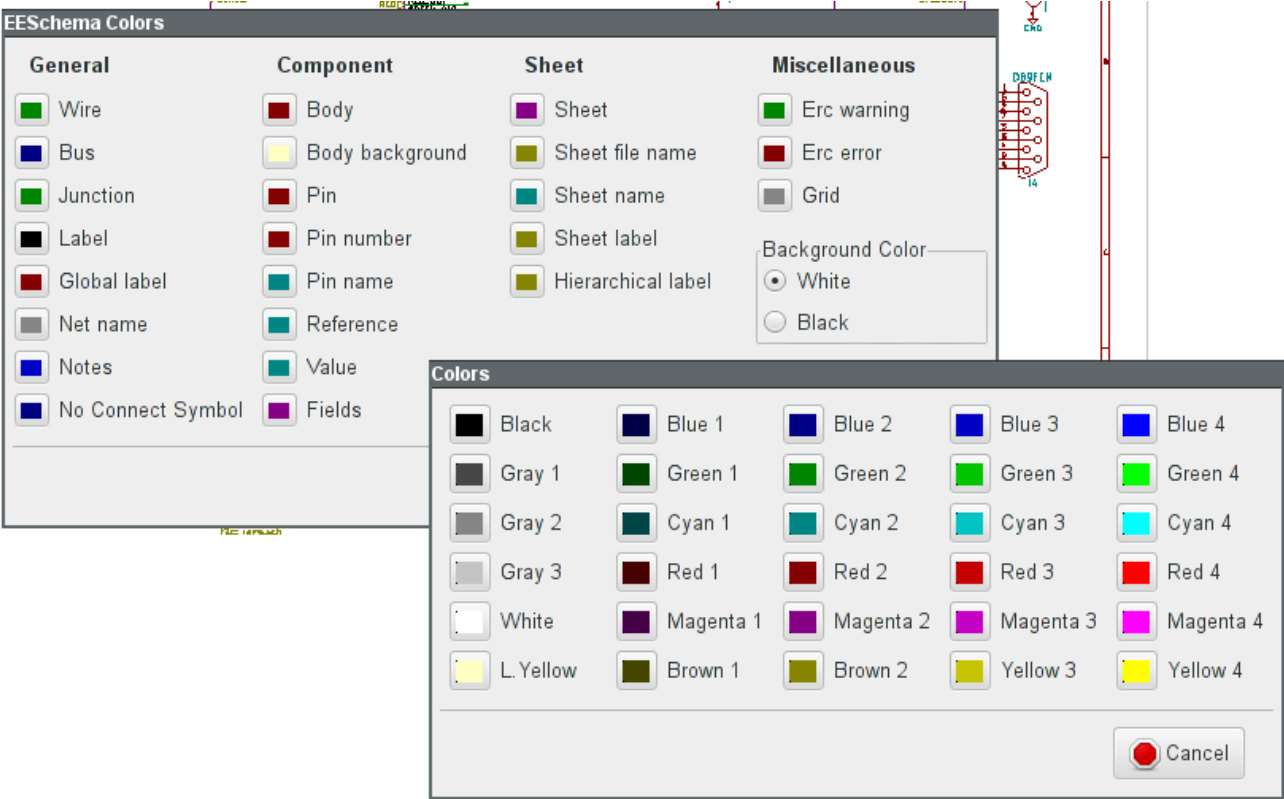 EESchema Colors
General Component Sheet Miscellaneous
Wire Body Sheet Erc warning
Bus Body background Sheet file name Erc error
Junction Pin Sheet name Grid
Label Pin number Sheet label
Background Color
Global label Pin name Hierarchical label White
Net name Reference Black
Notes Value
No Connect Symbol Fields
Colors
Black Blue 1 Blue 2 Blue 3 Blue 4
Gray 1 Green 1 Green 2 Green 3 Green 4
Gray 2 Cyan 1 Cyan 2 Cyan 3 Cyan 4
Gray 3 Red 1 Red 2 Red 3 Red 4
White Magenta 1 Magenta 2 Magenta 3 Magenta 4
L. Yellow Brown 1 Brown 2 Yellow 3 Yellow 4
Cancel